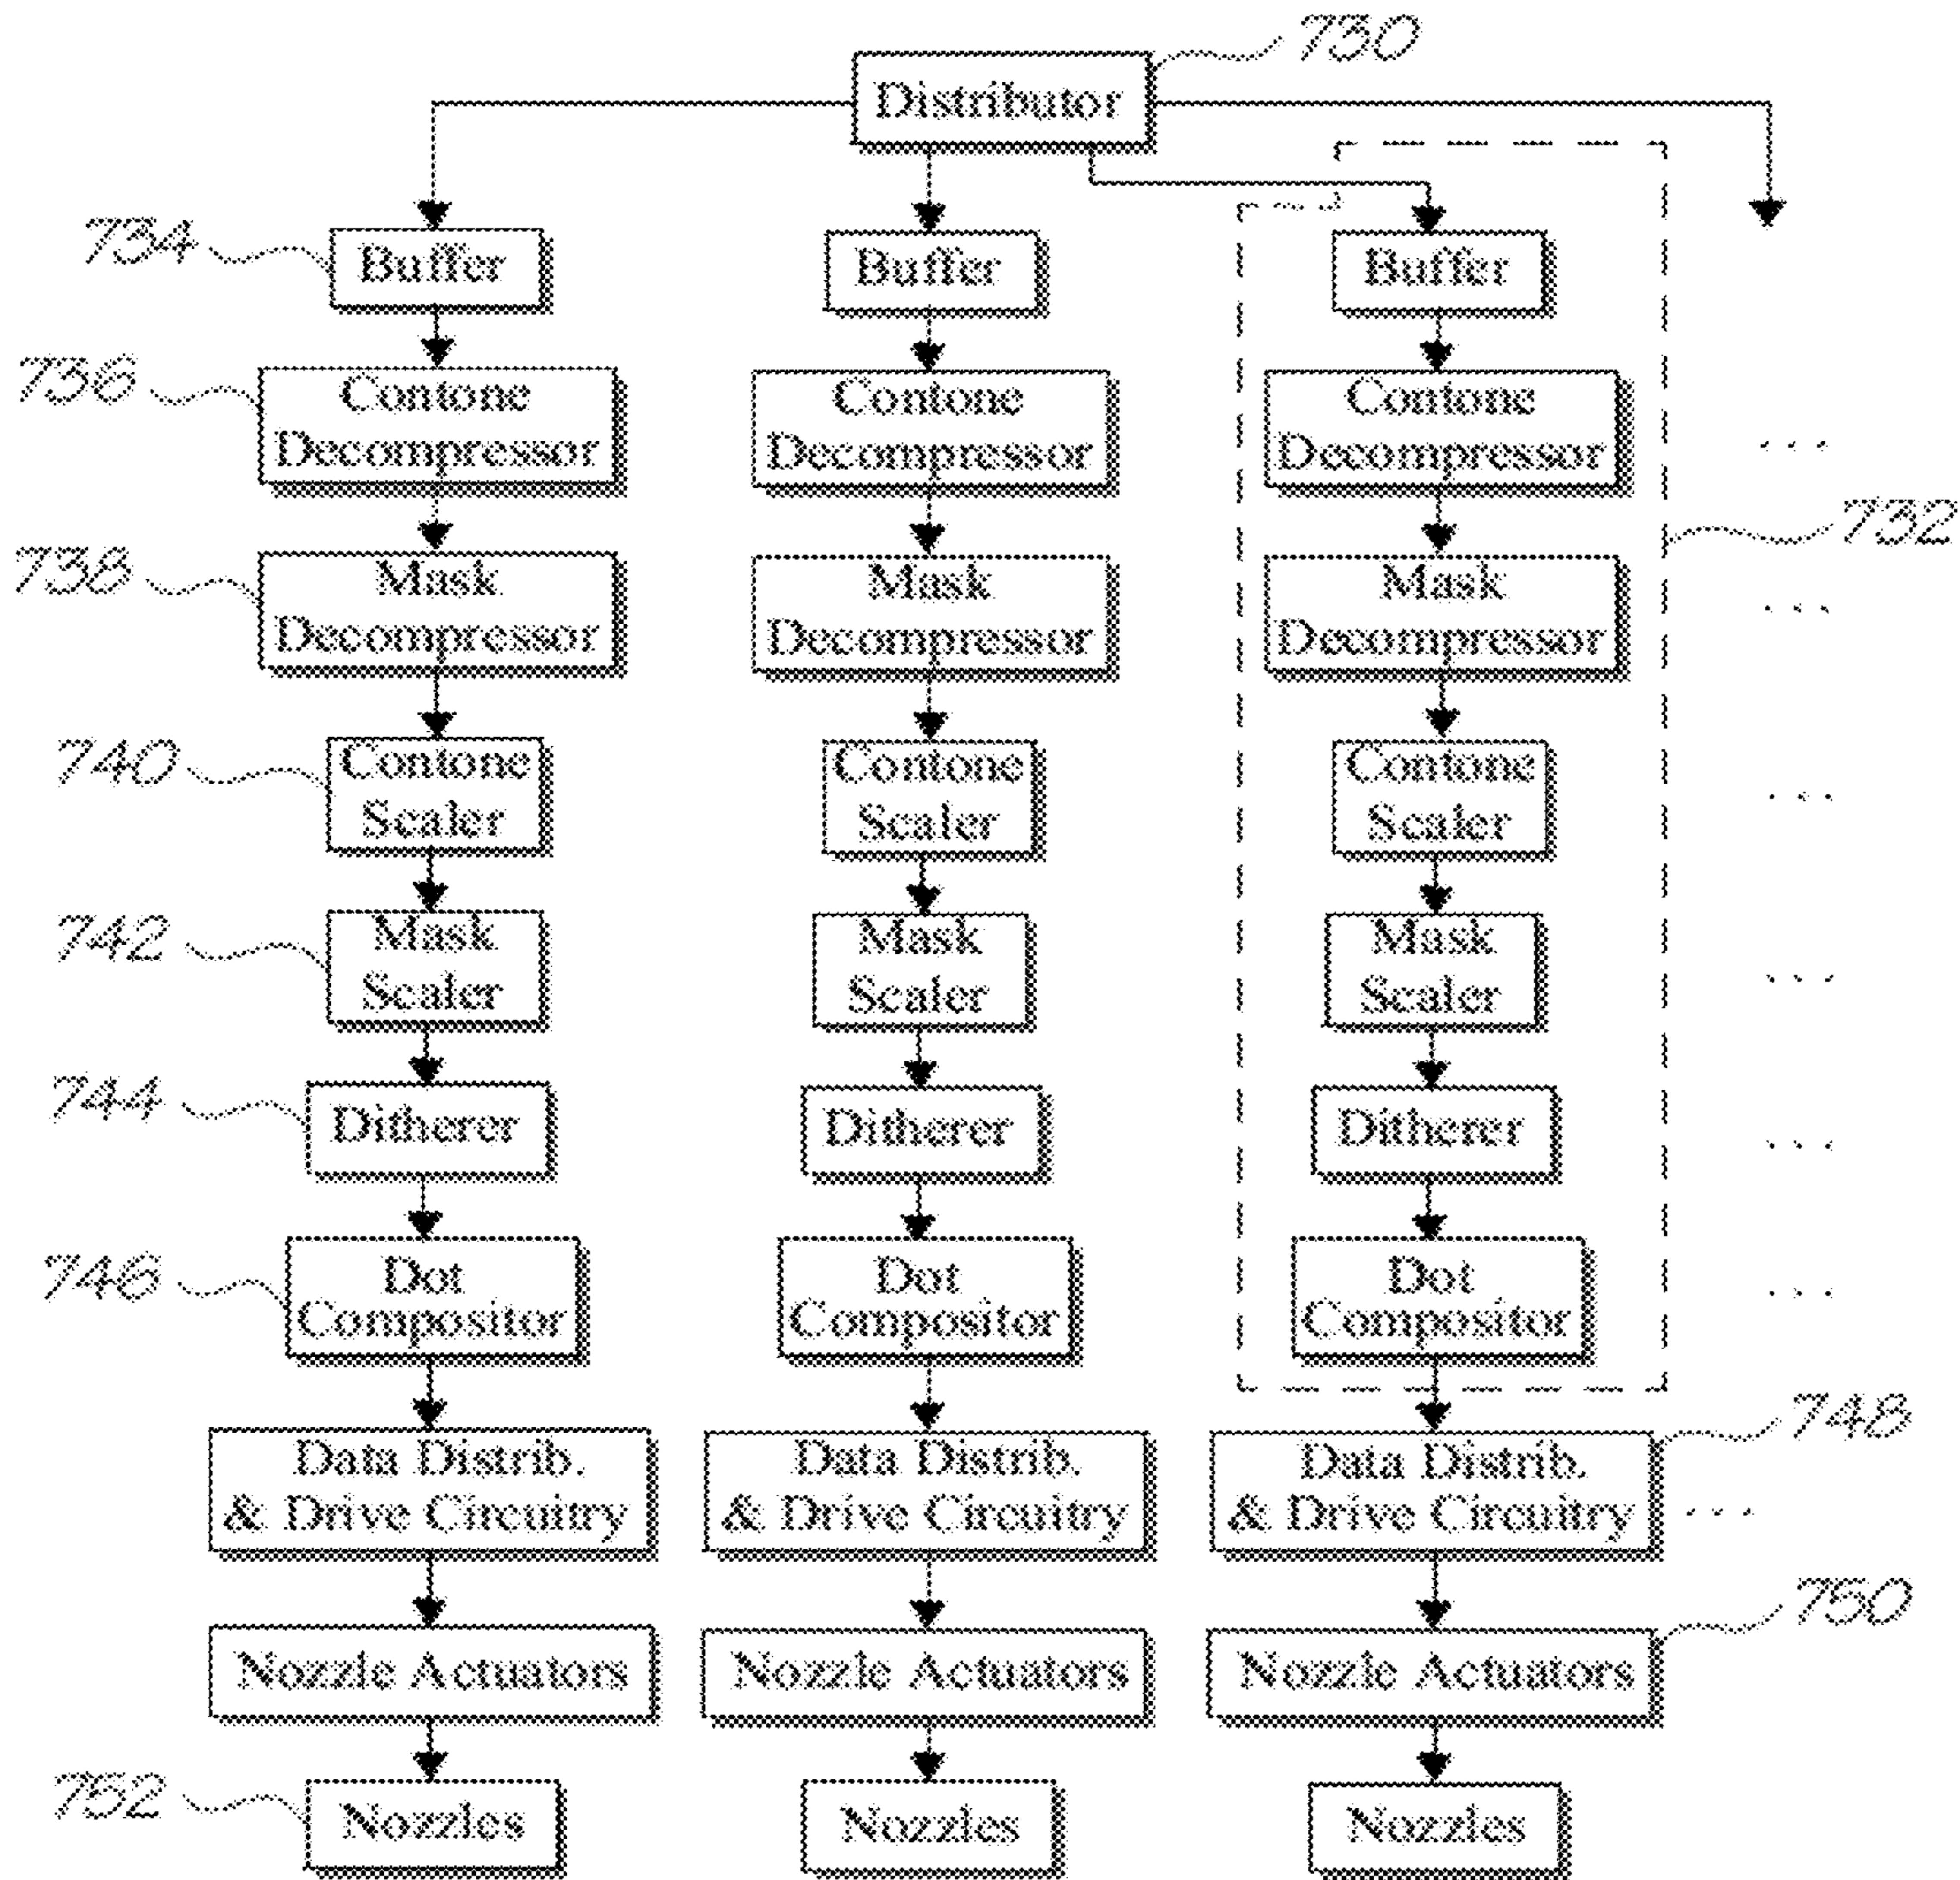 730
Distributor
734
Buffer
Buffer
Buffer
736
Contone
Decompressor
Contone
Decompressor
Contone
Decompressor
. . .
732
738
Mask
Decompressor
Mask
Decompressor
Mask
Decompressor
. . .
740
Contone
Scaler
Contone
Scaler
Contone
Scaler
. . .
742
Mask
Scaler
Mask
Scaler
Mask
Scaler
. . .
744
Ditherer
Ditherer
Ditherer
. . .
746
Dot
Compositor
Dot
Compositor
Dot
Compositor
. . .
Data Distrib.
& Drive Circuitry
Data Distrib.
& Drive Circuitry
Data Distrib.
& Drive Circuitry
748
. . .
Nozzle Actuators
Nozzle Actuators
Nozzle Actuators
750
752
Nozzles
Nozzles
Nozzles